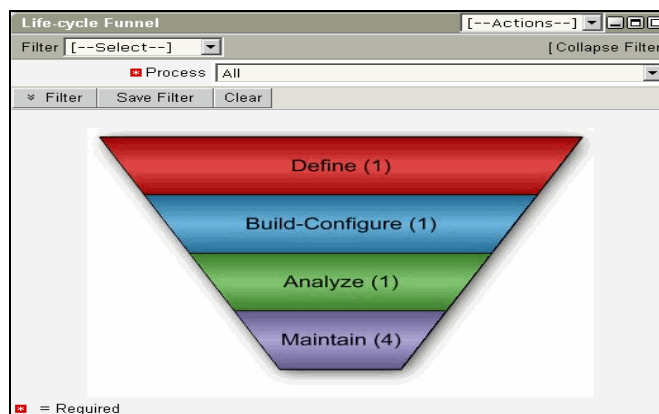 Life-cycle Funnel [--Actions--]
Filter [--Select--] [Collapse Filter
Process All
Filter Save Filter Clear
Define (1)
Build-Configure (1)
Analyze (1)
Maintain (4)
= Required